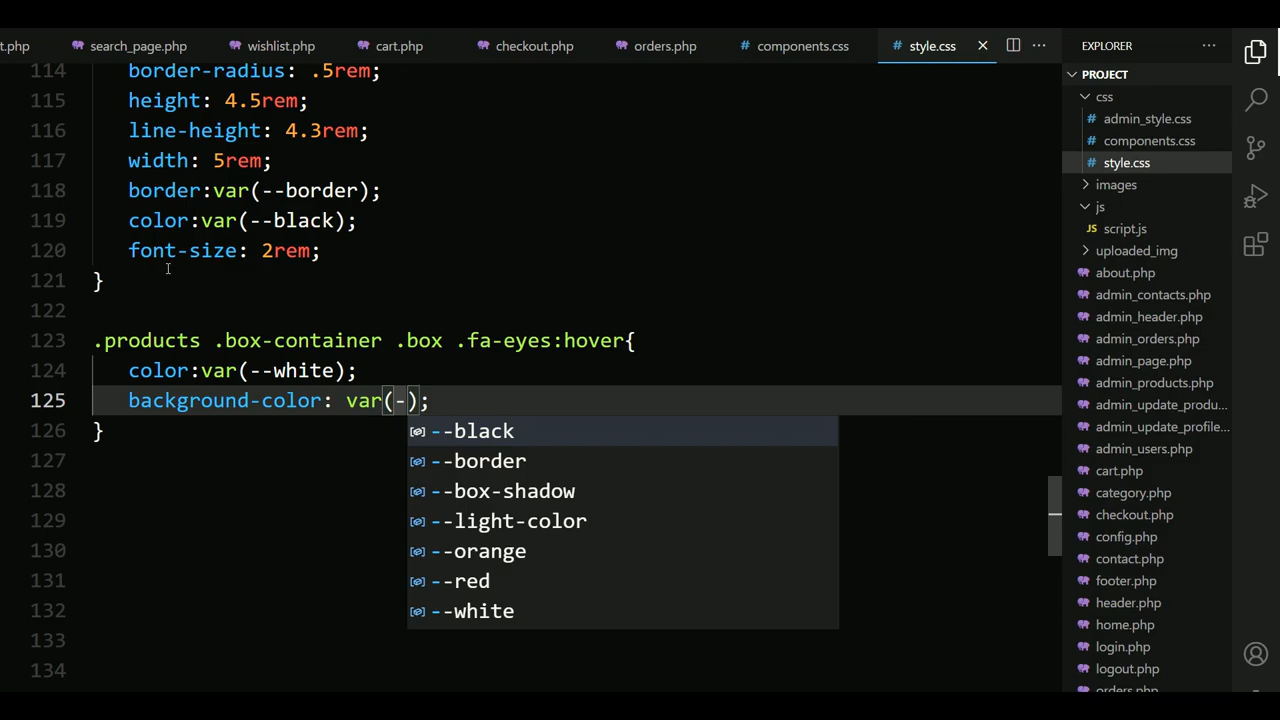 t.php search_page.php wishlist.php cart.php checkout.php orders.php # components.css # style.css × ··· EXPLORER ···
PROJECT
css
# admin_style.css
# components.css
# style.css
images
js
JS script.js
uploaded_img
about.php
admin_contacts.php
admin_header.php
admin_orders.php
admin_page.php
admin_products.php
admin_update_produ...
admin_update_profile...
admin_users.php
cart.php
category.php
checkout.php
config.php
contact.php
footer.php
header.php
home.php
login.php
logout.php
orders.php
114 border-radius: .5rem;
115 height: 4.5rem;
116 line-height: 4.3rem;
117 width: 5rem;
118 border:var(--border);
119 color:var(--black);
120 font-size: 2rem;
121 }
122
123 .products .box-container .box .fa-eyes:hover{
124 color:var(--white);
125 background-color: var(-);
126 }
127
128
129
130
131
132
133
134
--black
--border
--box-shadow
--light-color
--orange
--red
--white